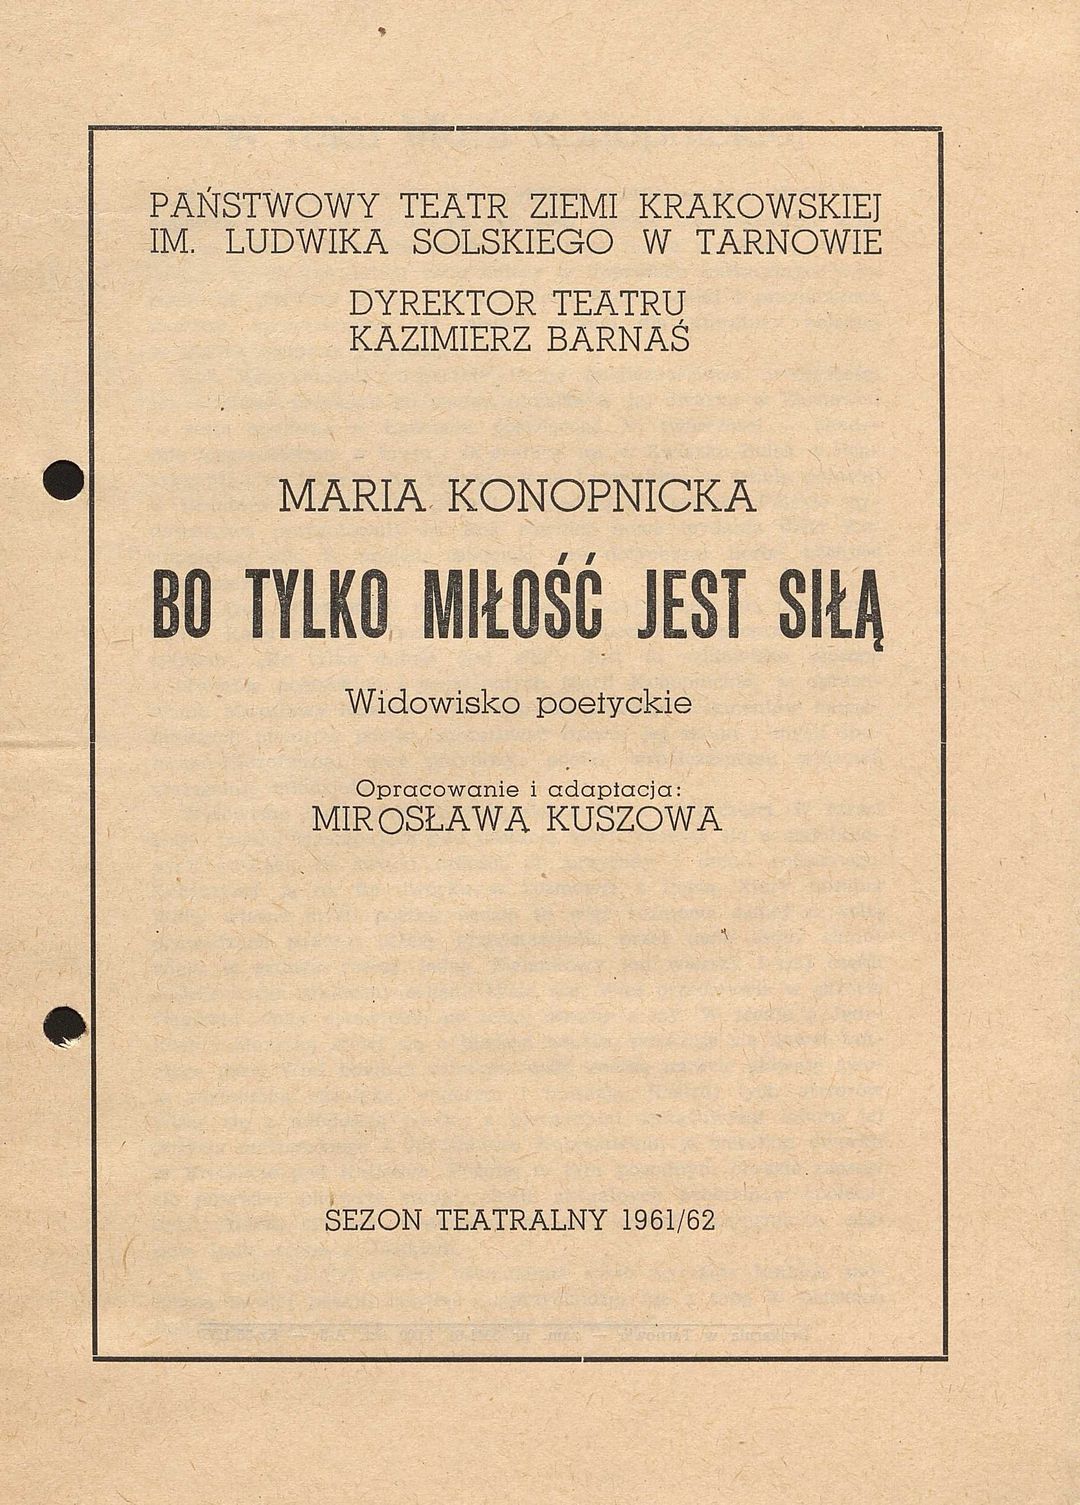 PAŃSTWOWY TEATR ZIEMI KRAKOWSKIEJ
IM. LUDWIKA SOLSKIEGO W TARNOWIE
DYREKTOR TEATRU
KAZIMIERZ BARNAŚ
MARIA KONOPNICKA
BO TYLKO MIŁOŚĆ JEST SIŁĄ
Widowisko poetyckie
Opracowanie i adaptacja:
MIROSŁAWA KUSZOWA
SEZON TEATRALNY 1961/62